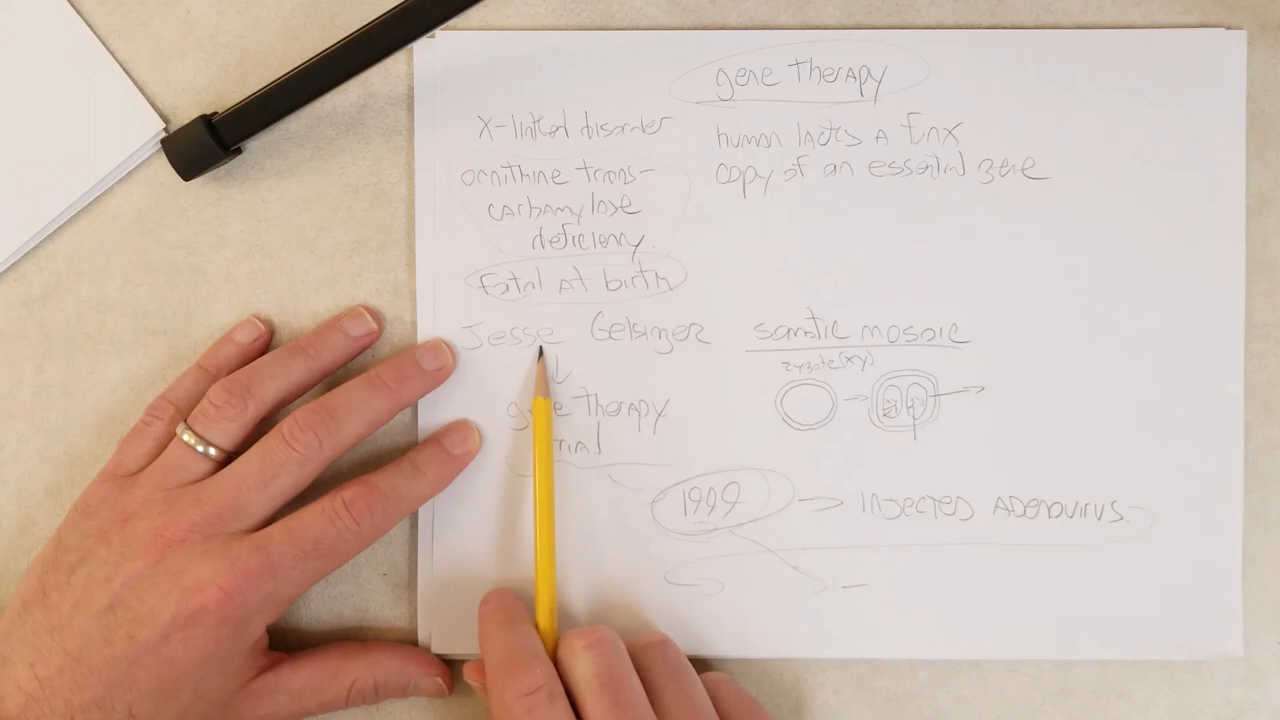 gene therapy
X-linked disorder
ornithine trans-
carbamylase
deficiency.
fatal at birth
human lacks a funx
copy of an essential gene
Jesse Gelsinger
gene therapy
trial
somatic mosaic
zygote(xy)
1999 → injected adenovirus.